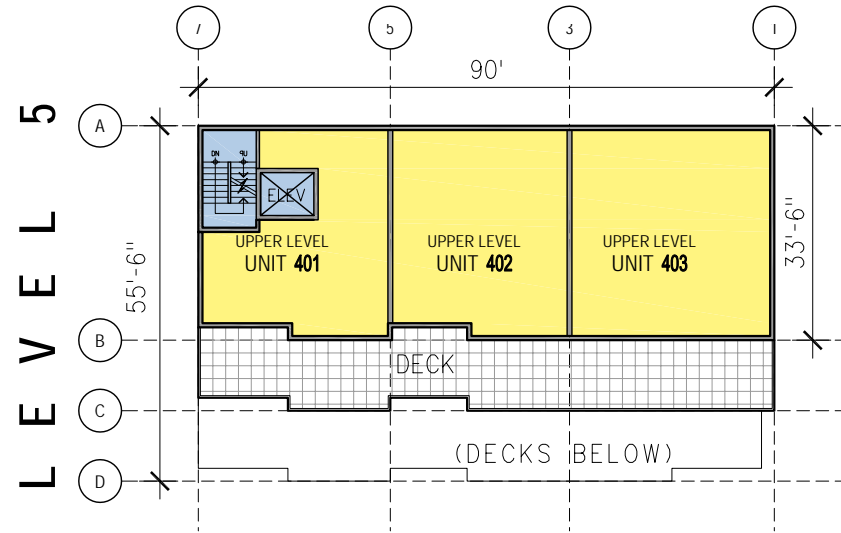 7
5
3
1
90'
LEVEL 5
A
DN UP
ELEV
UPPER LEVEL
UNIT 401
UPPER LEVEL
UNIT 402
UPPER LEVEL
UNIT 403
55'-6"
33'-6"
B
DECK
C
(DECKS BELOW)
D